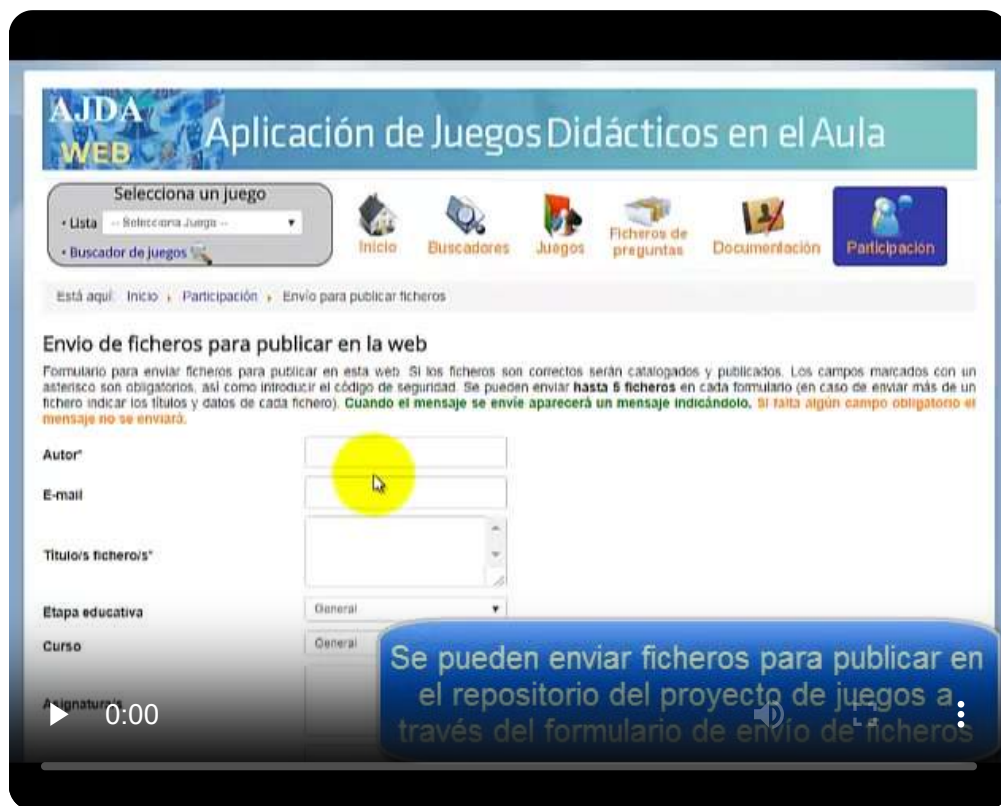 AJDA
WEB
Aplicación de Juegos Didácticos en el Aula
Selecciona un juego
• Lista -- Selecciona Juego --
• Buscador de juegos
Inicio
Buscadores
Juegos
Ficheros de
preguntas
Documentación
Participación
Está aquí: Inicio Participación Envío para publicar ficheros
Envio de ficheros para publicar en la web
Formulario para enviar ficheros para publicar en esta web. Si los ficheros son correctos serán catalogados y publicados. Los campos marcados con un
asterisco son obligatorios, así como introducir el código de seguridad. Se pueden enviar hasta 5 ficheros en cada formulario (en caso de enviar más de un
fichero indicar los títulos y datos de cada fichero). Cuando el mensaje se envíe aparecerá un mensaje indicándolo. Si falta algún campo obligatorio el
mensaje no se enviará.
Autor*
E-mail
Título/s fichero/s*
Etapa educativa
General
Curso
General
Asignatura/s
Se pueden enviar ficheros para publicar en
el repositorio del proyecto de juegos a
través del formulario de envío de ficheros
0:00